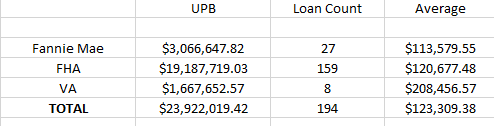 UPB Loan Count Average
Fannie Mae $3,066,647.82 27 $113,579.55
FHA $19,187,719.03 159 $120,677.48
VA $1,667,652.57 8 $208,456.57
TOTAL $23,922,019.42 194 $123,309.38